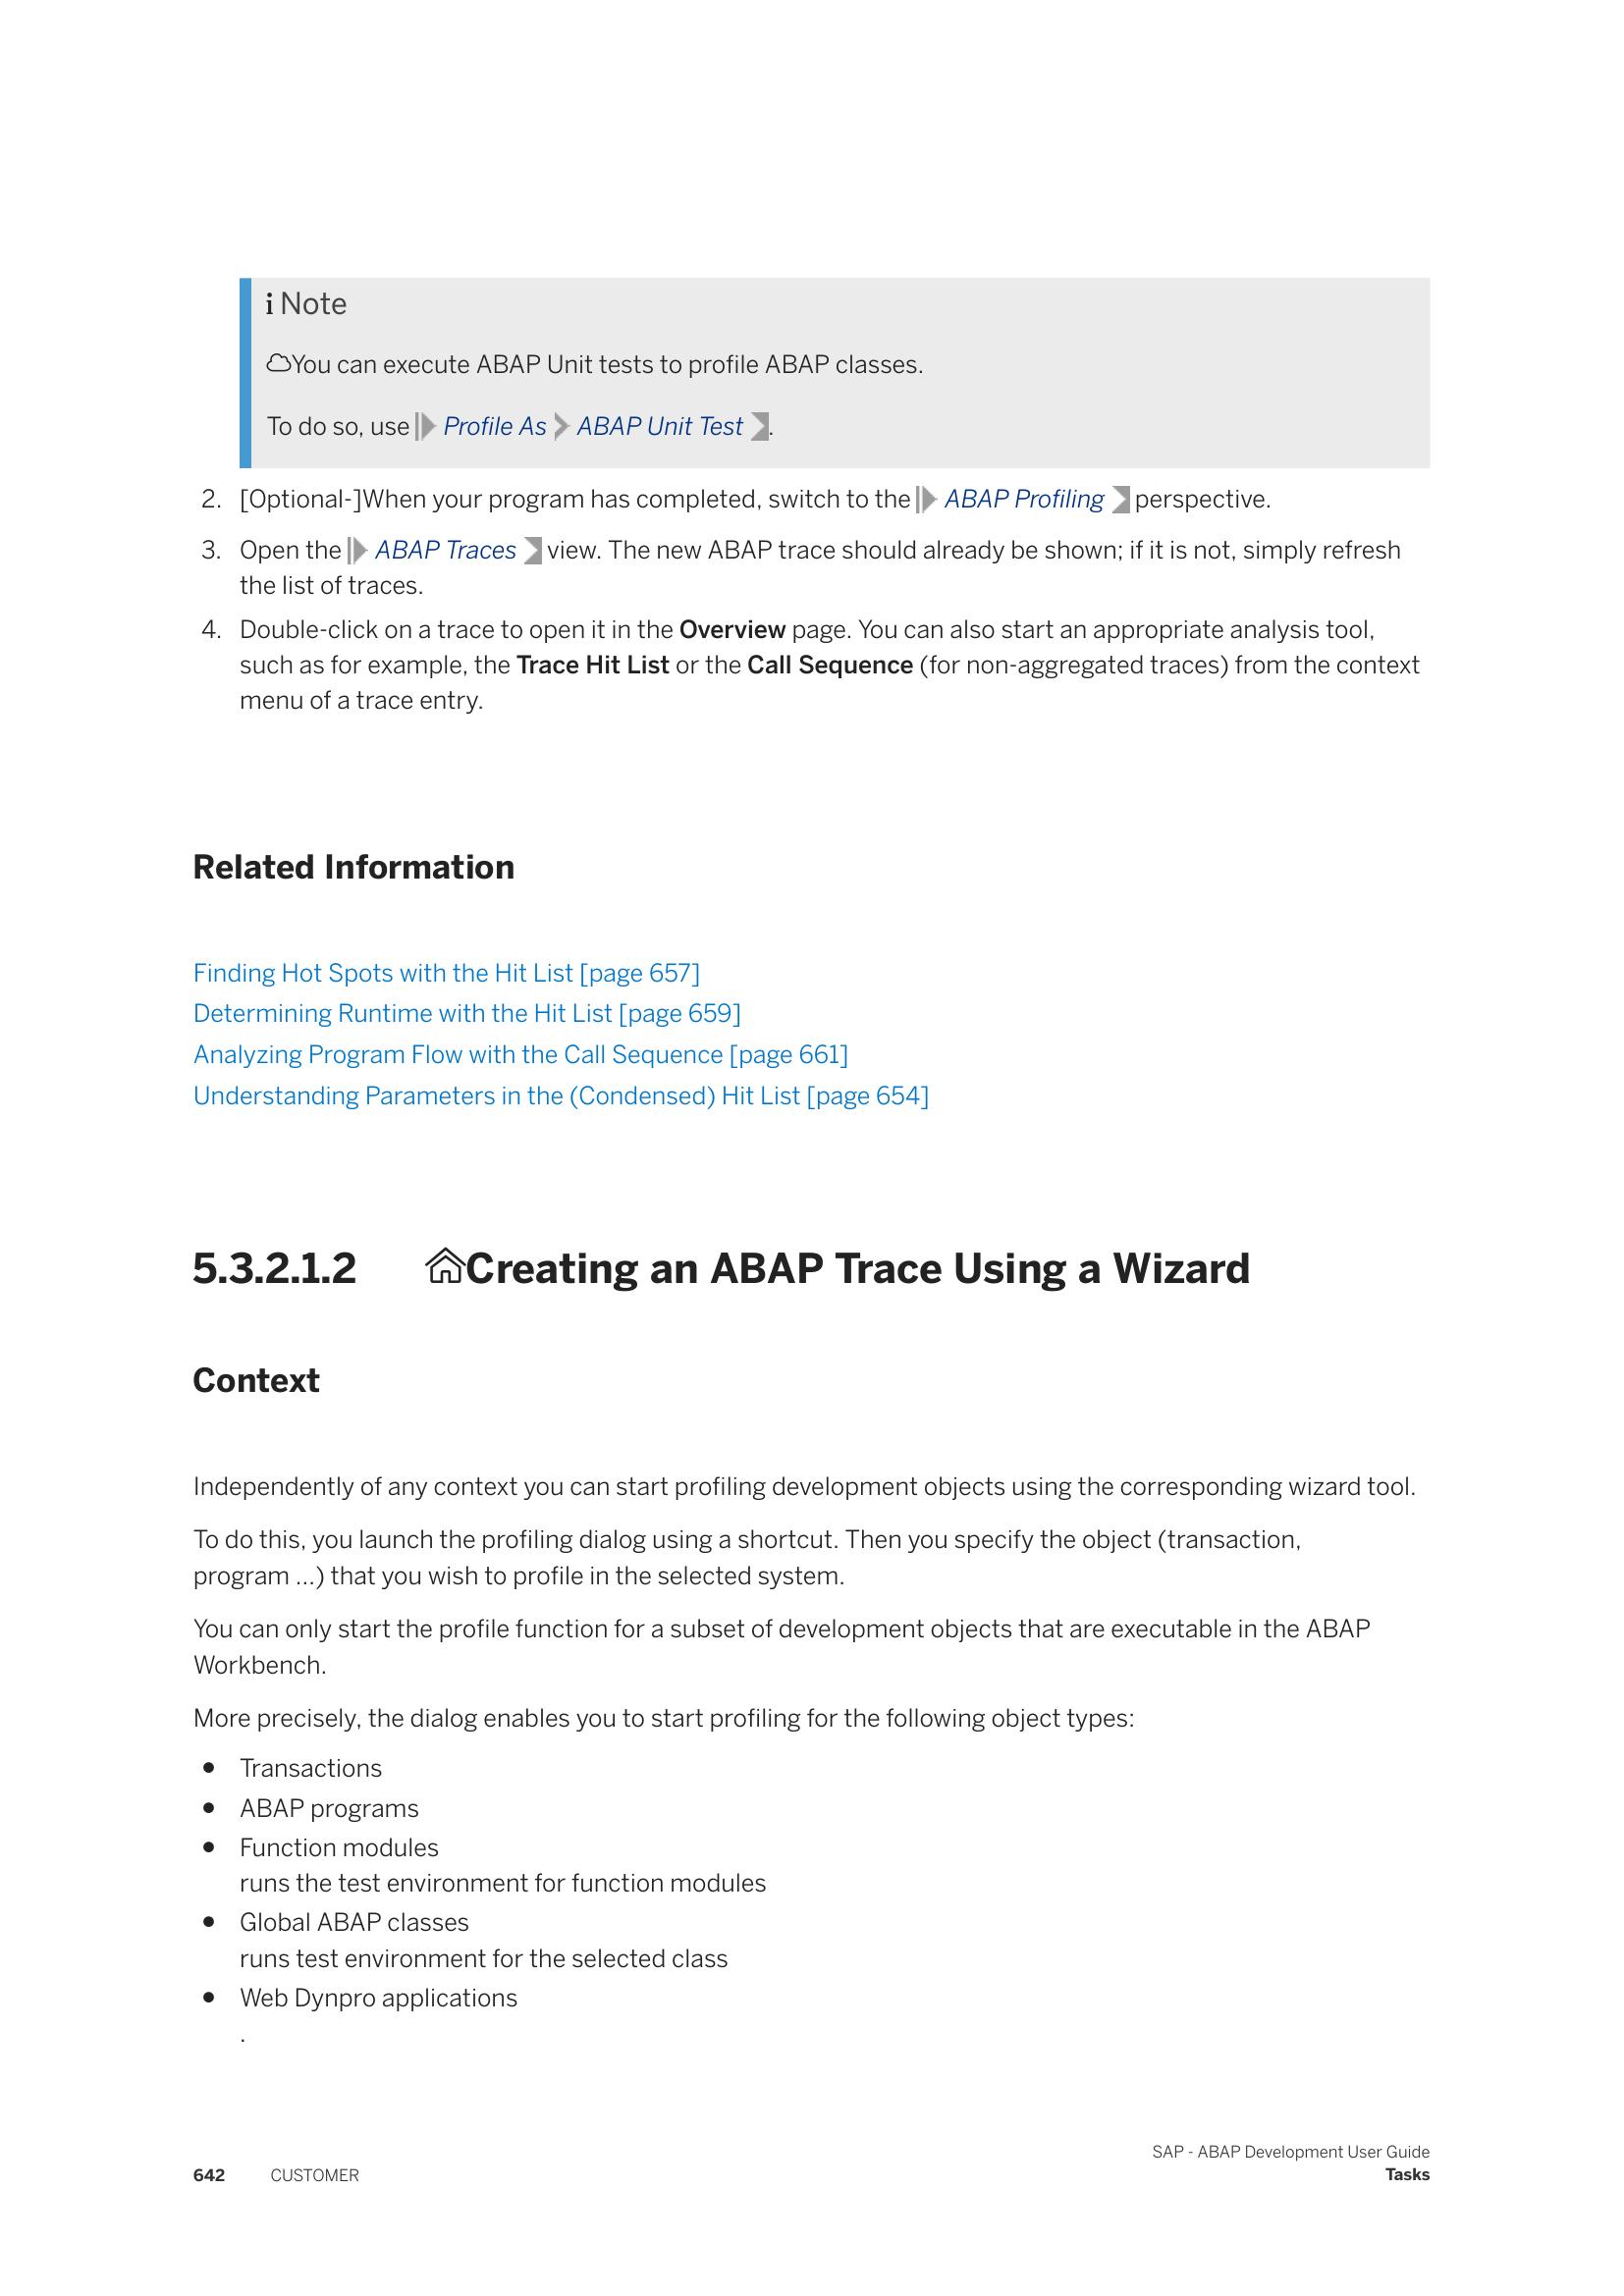 i Note
You can execute ABAP Unit tests to profile ABAP classes.
To do so, use Profile As ABAP Unit Test.
2. [Optional-]When your program has completed, switch to the ABAP Profiling perspective.
3. Open the ABAP Traces view. The new ABAP trace should already be shown; if it is not, simply refresh
the list of traces.
4. Double-click on a trace to open it in the Overview page. You can also start an appropriate analysis tool,
such as for example, the Trace Hit List or the Call Sequence (for non-aggregated traces) from the context
menu of a trace entry.
Related Information
Finding Hot Spots with the Hit List [page 657]
Determining Runtime with the Hit List [page 659]
Analyzing Program Flow with the Call Sequence [page 661]
Understanding Parameters in the (Condensed) Hit List [page 654]
5.3.2.1.2 Creating an ABAP Trace Using a Wizard
Context
Independently of any context you can start profiling development objects using the corresponding wizard tool.
To do this, you launch the profiling dialog using a shortcut. Then you specify the object (transaction,
program ...) that you wish to profile in the selected system.
You can only start the profile function for a subset of development objects that are executable in the ABAP
Workbench.
More precisely, the dialog enables you to start profiling for the following object types:
• Transactions
• ABAP programs
• Function modules
runs the test environment for function modules
• Global ABAP classes
runs test environment for the selected class
• Web Dynpro applications
.
SAP - ABAP Development User Guide
642 CUSTOMER Tasks